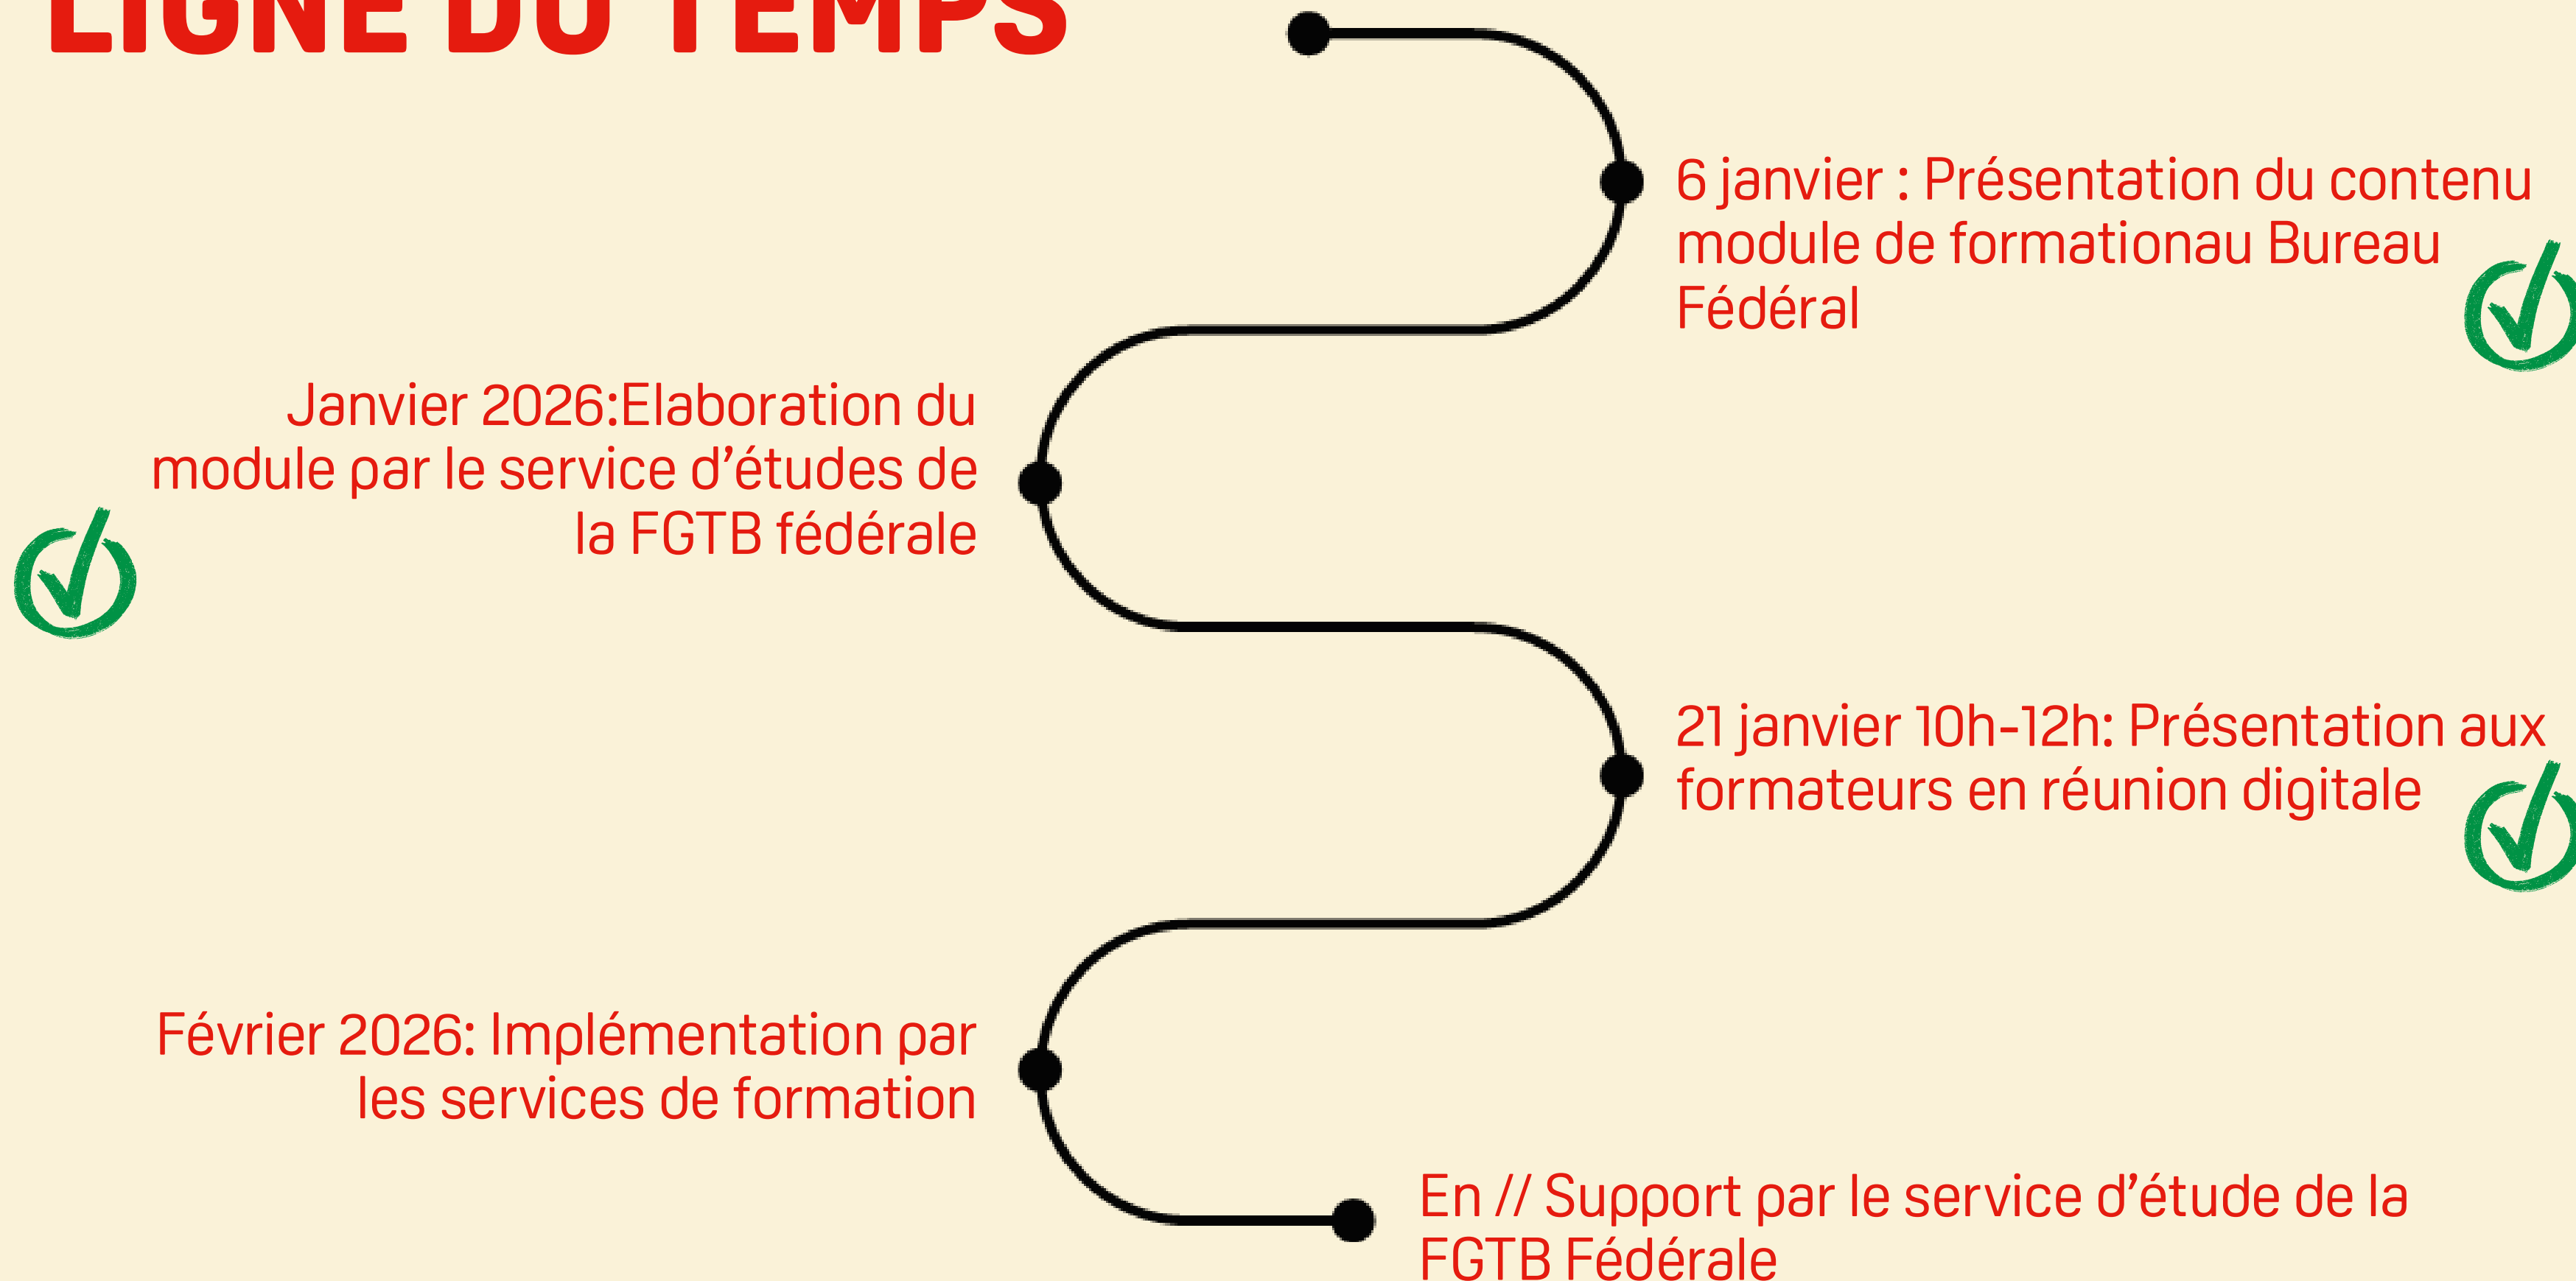 LIGNE DU TEMPS
6 janvier : Présentation du contenu
module de formationau Bureau
Fédéral
Janvier 2026:Elaboration du
module par le service d’études de
la FGTB fédérale
21 janvier 10h-12h: Présentation aux
formateurs en réunion digitale
Février 2026: Implémentation par
les services de formation
En // Support par le service d’étude de la
FGTB Fédérale